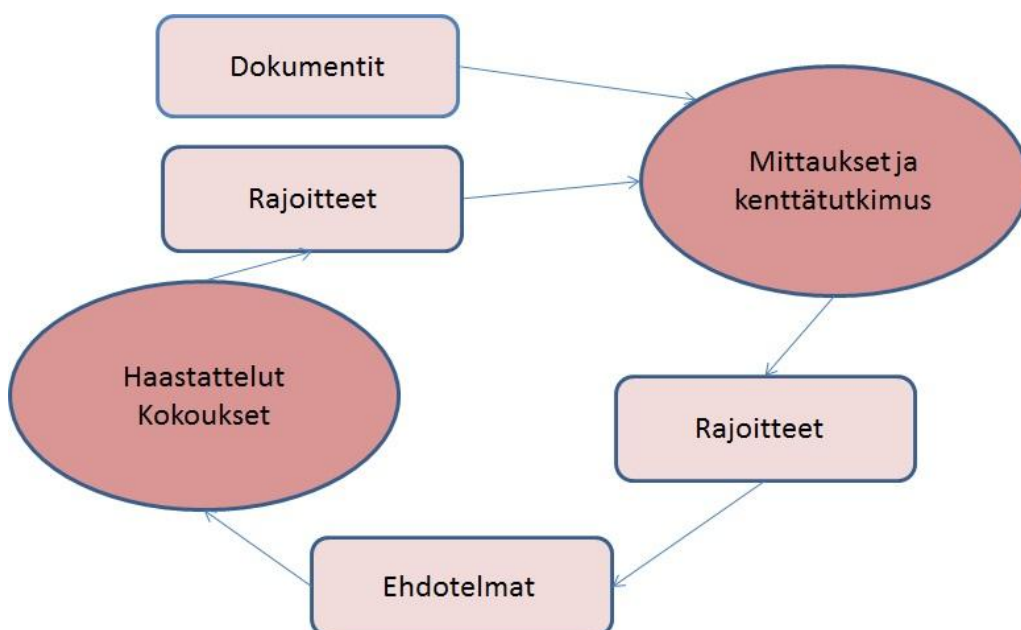 Dokumentit
Mittaukset ja
kenttätutkimus
Rajoitteet
Haastattelut
Kokoukset
Rajoitteet
Ehdotelmat